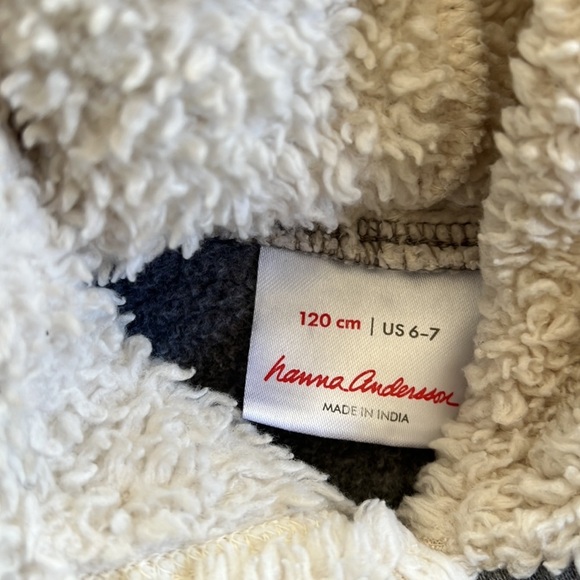 120 cm | US 6–7
hanna Andersson
MADE IN INDIA